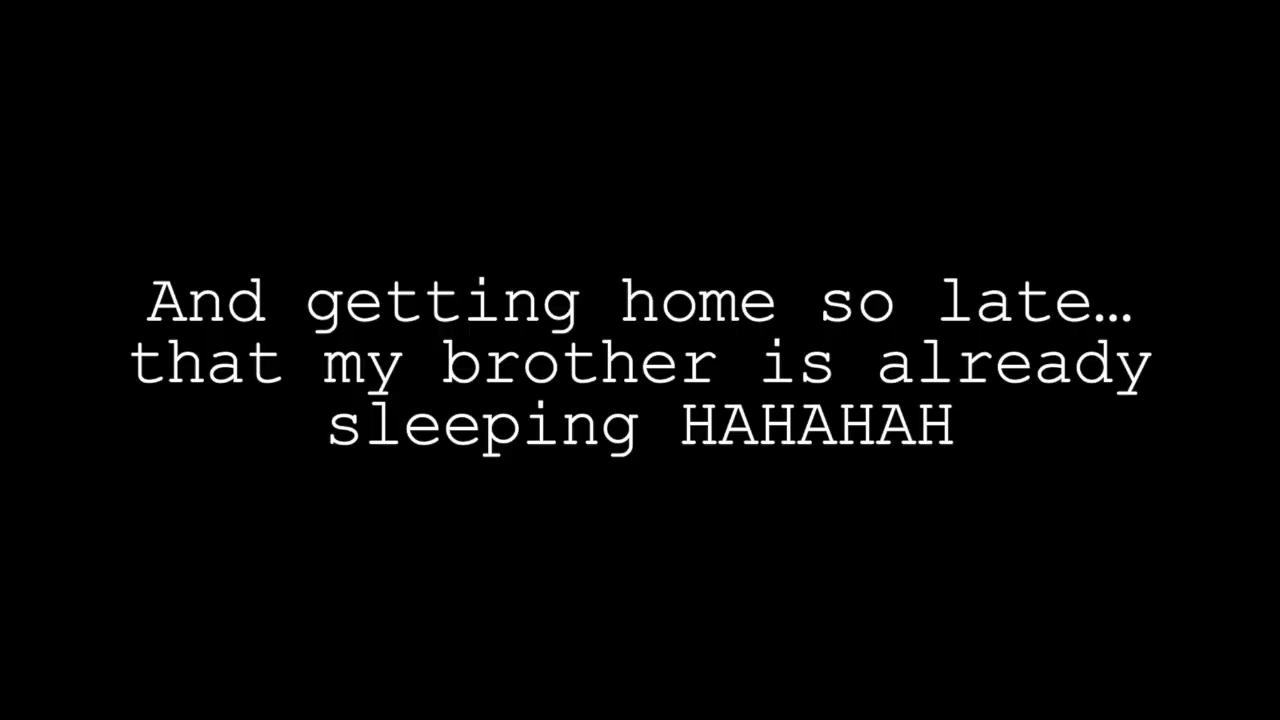 And getting home so late…
that my brother is already
sleeping HAHAHAH